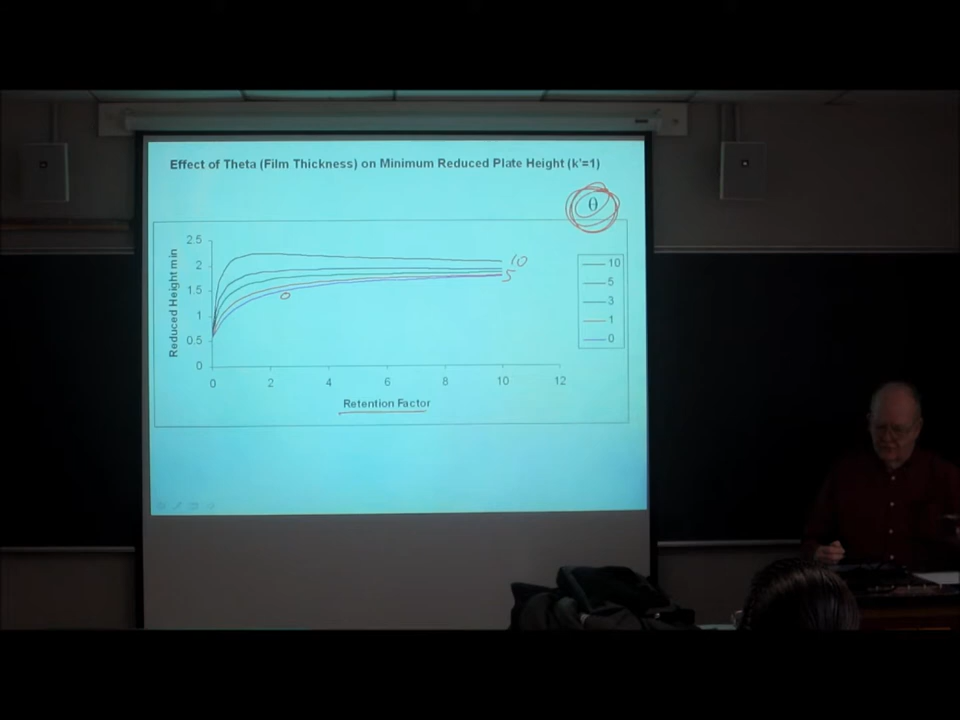 Effect of Theta (Film Thickness) on Minimum Reduced Plate Height (k'=1)
θ
Reduced Height min
2.5
2
1.5
1
0.5
0
0 2 4 6 8 10 12
Retention Factor
10
5
0
10
5
3
1
0